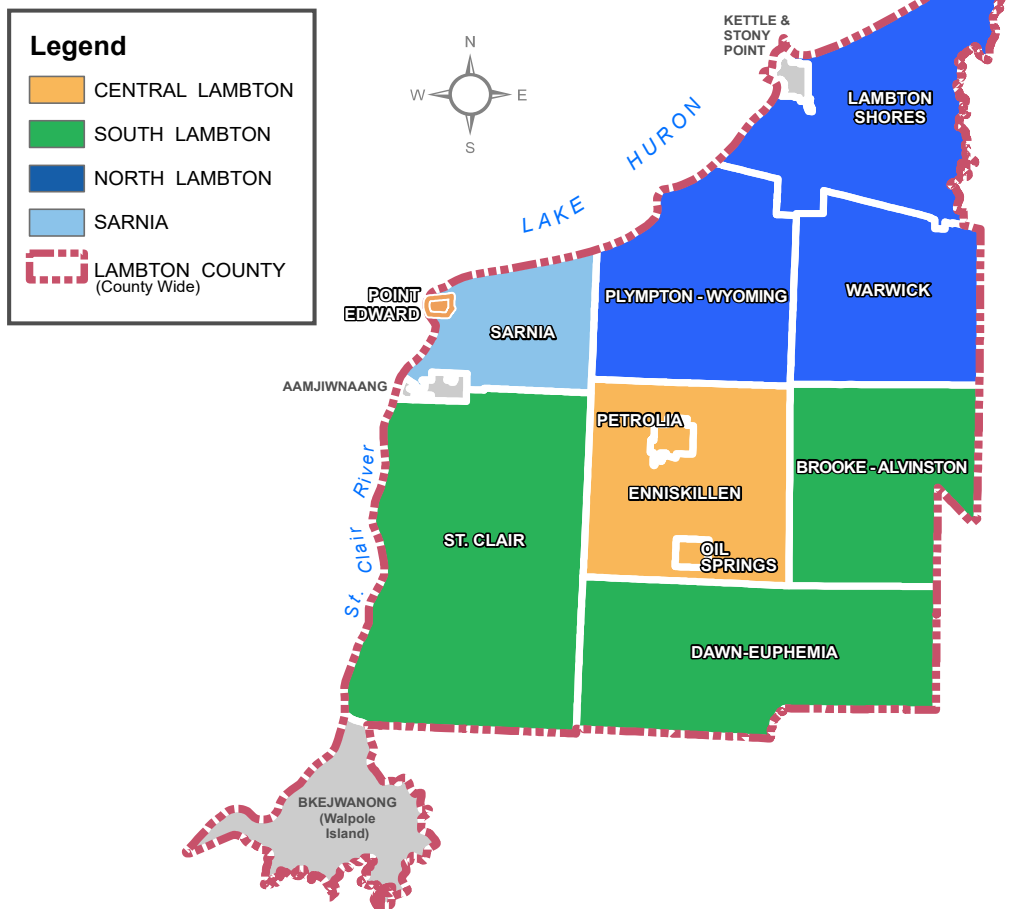 Legend
CENTRAL LAMBTON
SOUTH LAMBTON
NORTH LAMBTON
SARNIA
LAMBTON COUNTY
(County Wide)
N
W
E
S
KETTLE &
STONY
POINT
LAMBTON
SHORES
LAKE HURON
PLYMPTON - WYOMING
WARWICK
POINT
EDWARD
SARNIA
AAMJIWNAANG
PETROLIA
BROOKE - ALVINSTON
ENNISKILLEN
St. Clair River
ST. CLAIR
OIL
SPRINGS
DAWN-EUPHEMIA
BKEJWANONG
(Walpole
Island)